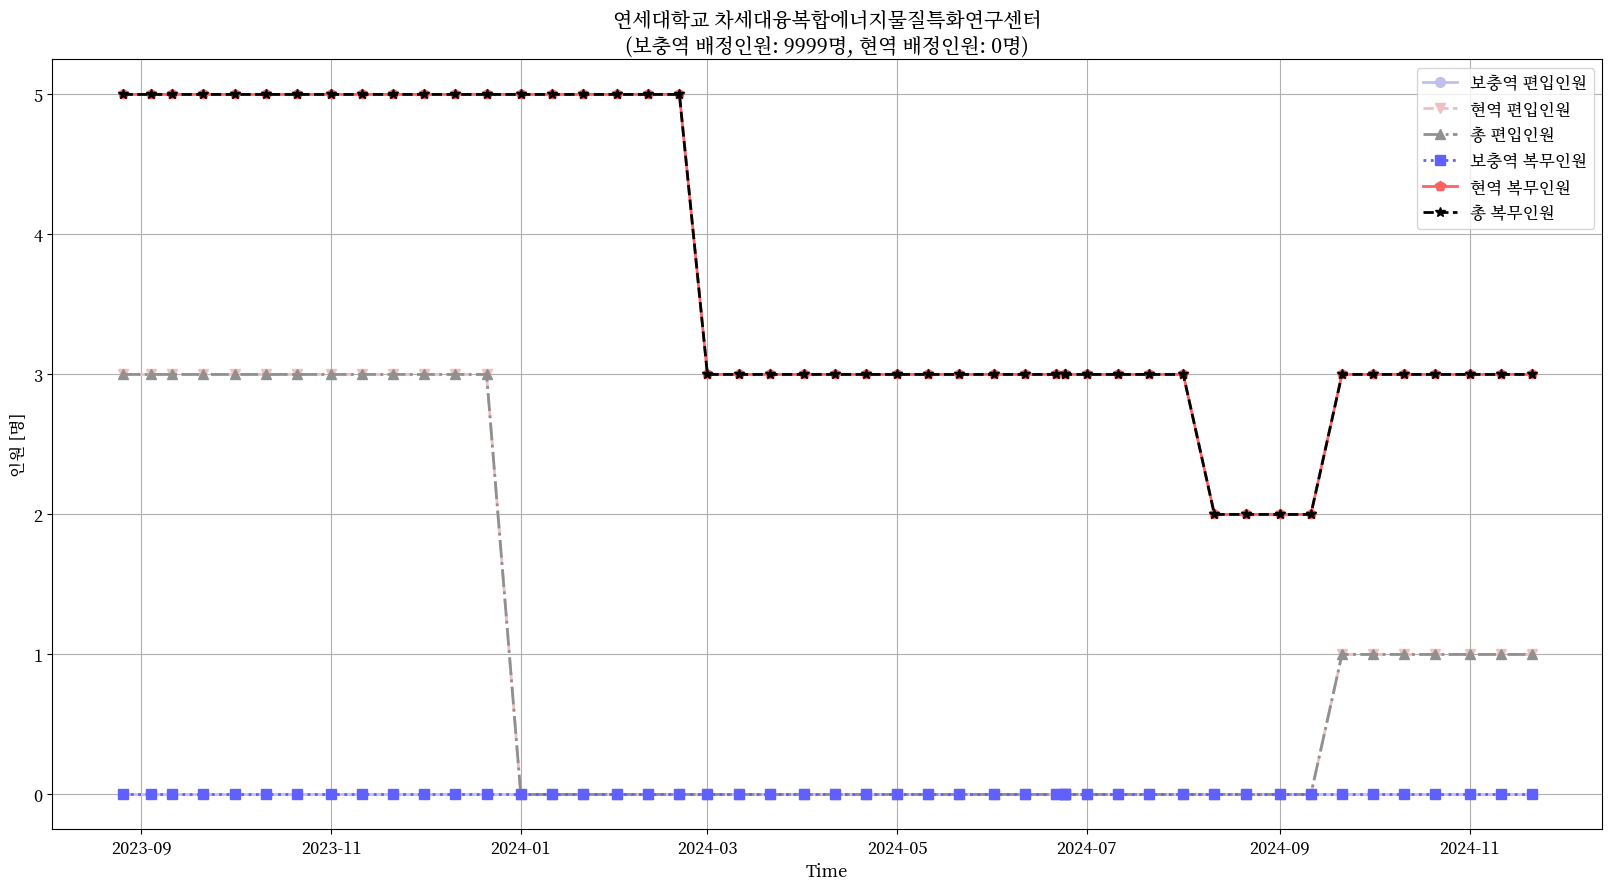 연세대학교 차세대융복합에너지물질특화연구센터
(보충역 배정인원: 9999명, 현역 배정인원: 0명)
보충역 편입인원
현역 편입인원
총 편입인원
보충역 복무인원
현역 복무인원
총 복무인원
인원 [명]
5
4
3
2
1
0
2023-09
2023-11
2024-01
2024-03
2024-05
2024-07
2024-09
2024-11
Time